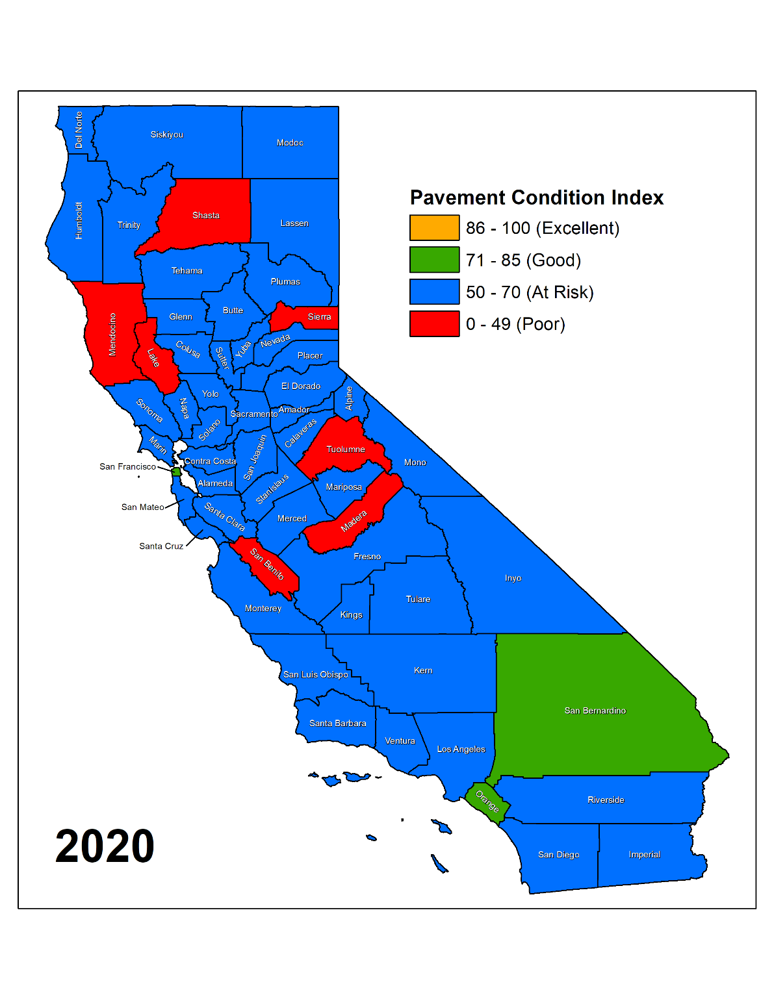 Del Norte
Siskiyou
Modoc
Humboldt
Trinity
Shasta
Lassen
Pavement Condition Index
86 - 100 (Excellent)
71 - 85 (Good)
50 - 70 (At Risk)
0 - 49 (Poor)
Tehama
Plumas
Mendocino
Glenn
Butte
Sierra
Lake
Colusa
Sutter
Yuba
Nevada
Placer
Sonoma
Napa
Yolo
El Dorado
Alpine
Solano
Sacramento
Amador
Marin
Calaveras
Contra Costa
San Joaquin
Tuolumne
Mono
San Francisco
Alameda
Stanislaus
Mariposa
San Mateo
Santa Clara
Merced
Madera
Santa Cruz
San Benito
Fresno
Inyo
Monterey
Kings
Tulare
San Luis Obispo
Kern
San Bernardino
Santa Barbara
Ventura
Los Angeles
Orange
Riverside
2020
San Diego
Imperial